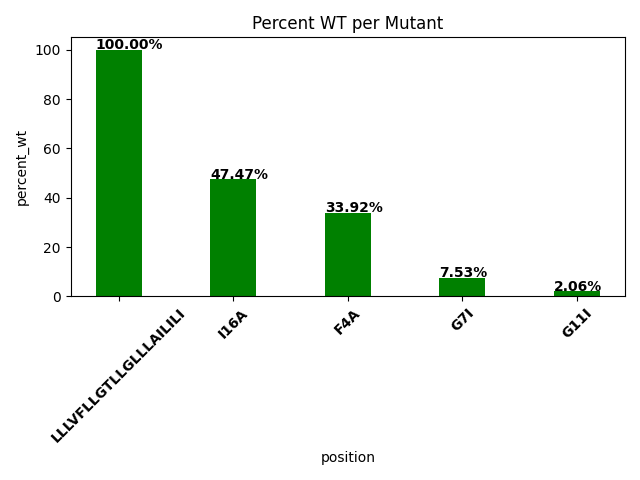 Percent WT per Mutant
percent_wt
100
80
60
40
20
0
100.00%
47.47%
33.92%
7.53%
2.06%
LLLVFLLGTLLGLLLAILILI
I16A
F4A
G7I
G11I
position